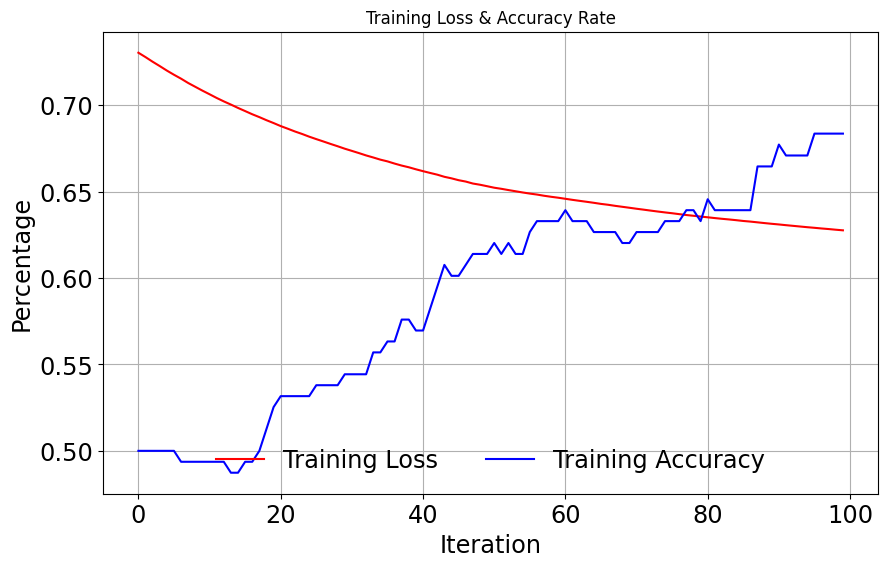 Training Loss & Accuracy Rate
0.70
0.65
0.60
0.55
0.50
Percentage
Training Loss Training Accuracy
0 20 40 60 80 100
Iteration